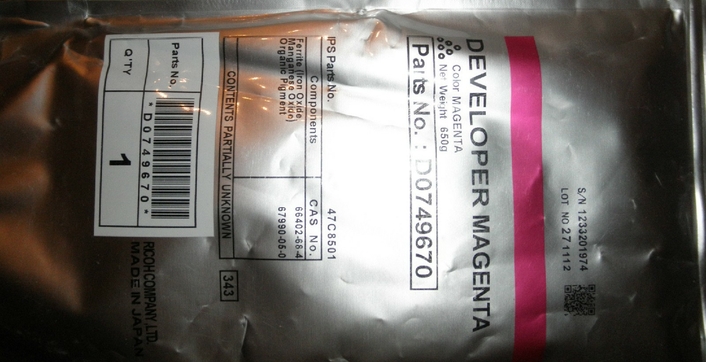 S/N 1233201974
LOT NO 271112
DEVELOPER MAGENTA
Color MAGENTA
Net Weight 650g
Parts No. : D0749670
IPS Parts No. 47C8501
Components CAS No.
Ferrite (Iron Oxide/ 66402-68-4
Manganese Oxide)
Organic Pigment 67990-05-0
CONTENTS PARTIALLY UNKNOWN
343
Parts No,
*D0749670*
Q'TY 1
RICOH COMPANY, LTD.
MADE IN JAPAN